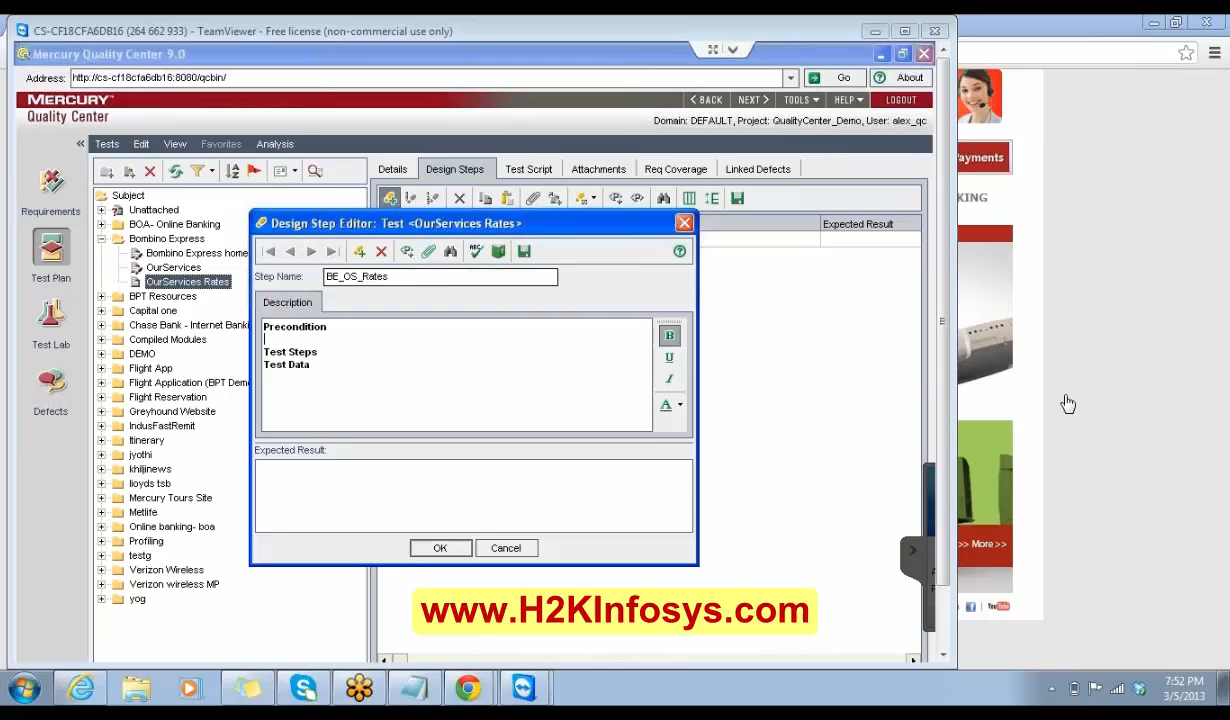 CS-CF18CFA6DB16 (264 662 933) - TeamViewer - Free license (non-commercial use only)
Mercury Quality Center 9.0
Address: http://cs-cf18cfa6db16:8080/qcbin/ Go About
MERCURY™ < BACK NEXT > TOOLS HELP LOGOUT
Quality Center
Domain: DEFAULT, Project: QualityCenter_Demo, User: alex_qc
« Tests Edit View Favorites Analysis
Details Design Steps Test Script Attachments Req Coverage Linked Defects
Requirements
Test Plan
Test Lab
Defects
Subject
Unattached
BOA- Online Banking
Bombino Express
Bombino Express home
OurServices
OurServices Rates
BPT Resources
Capital one
Chase Bank - Internet Banki
Compiled Modules
DEMO
Flight App
Flight Application (BPT Demo
Flight Reservation
Greyhound Website
IndusFastRemit
Itinerary
jyothi
khiljinews
lloyds tsb
Mercury Tours Site
Metlife
Online banking- boa
Profiling
testg
Verizon Wireless
Verizon wireless MP
yog
Expected Result
Design Step Editor: Test <OurServices Rates>
Step Name: BE_OS_Rates
Description
Precondition
Test Steps
Test Data
B
U
I
A
Expected Result:
OK Cancel
ayments
KING
>> More >>
You Tube
www.H2KInfosys.com
7:52 PM
3/5/2013